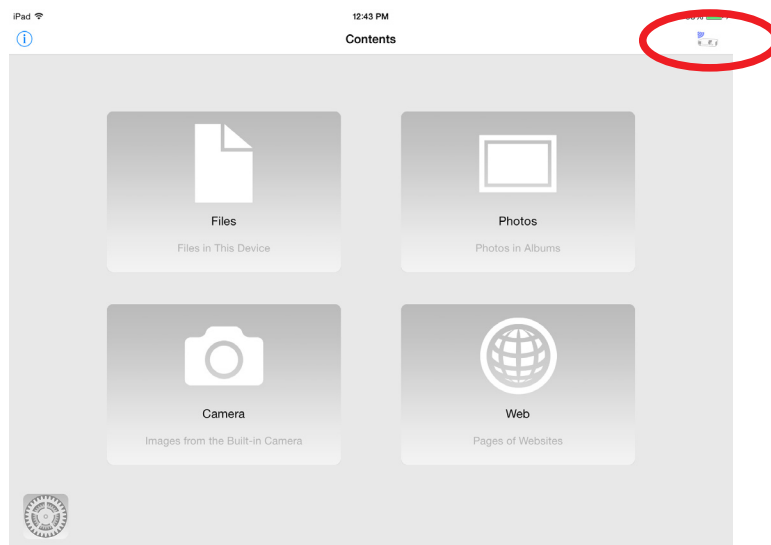 iPad 12:43 PM
Contents
Files
Files in This Device
Photos
Photos in Albums
Camera
Images from the Built-in Camera
Web
Pages of Websites